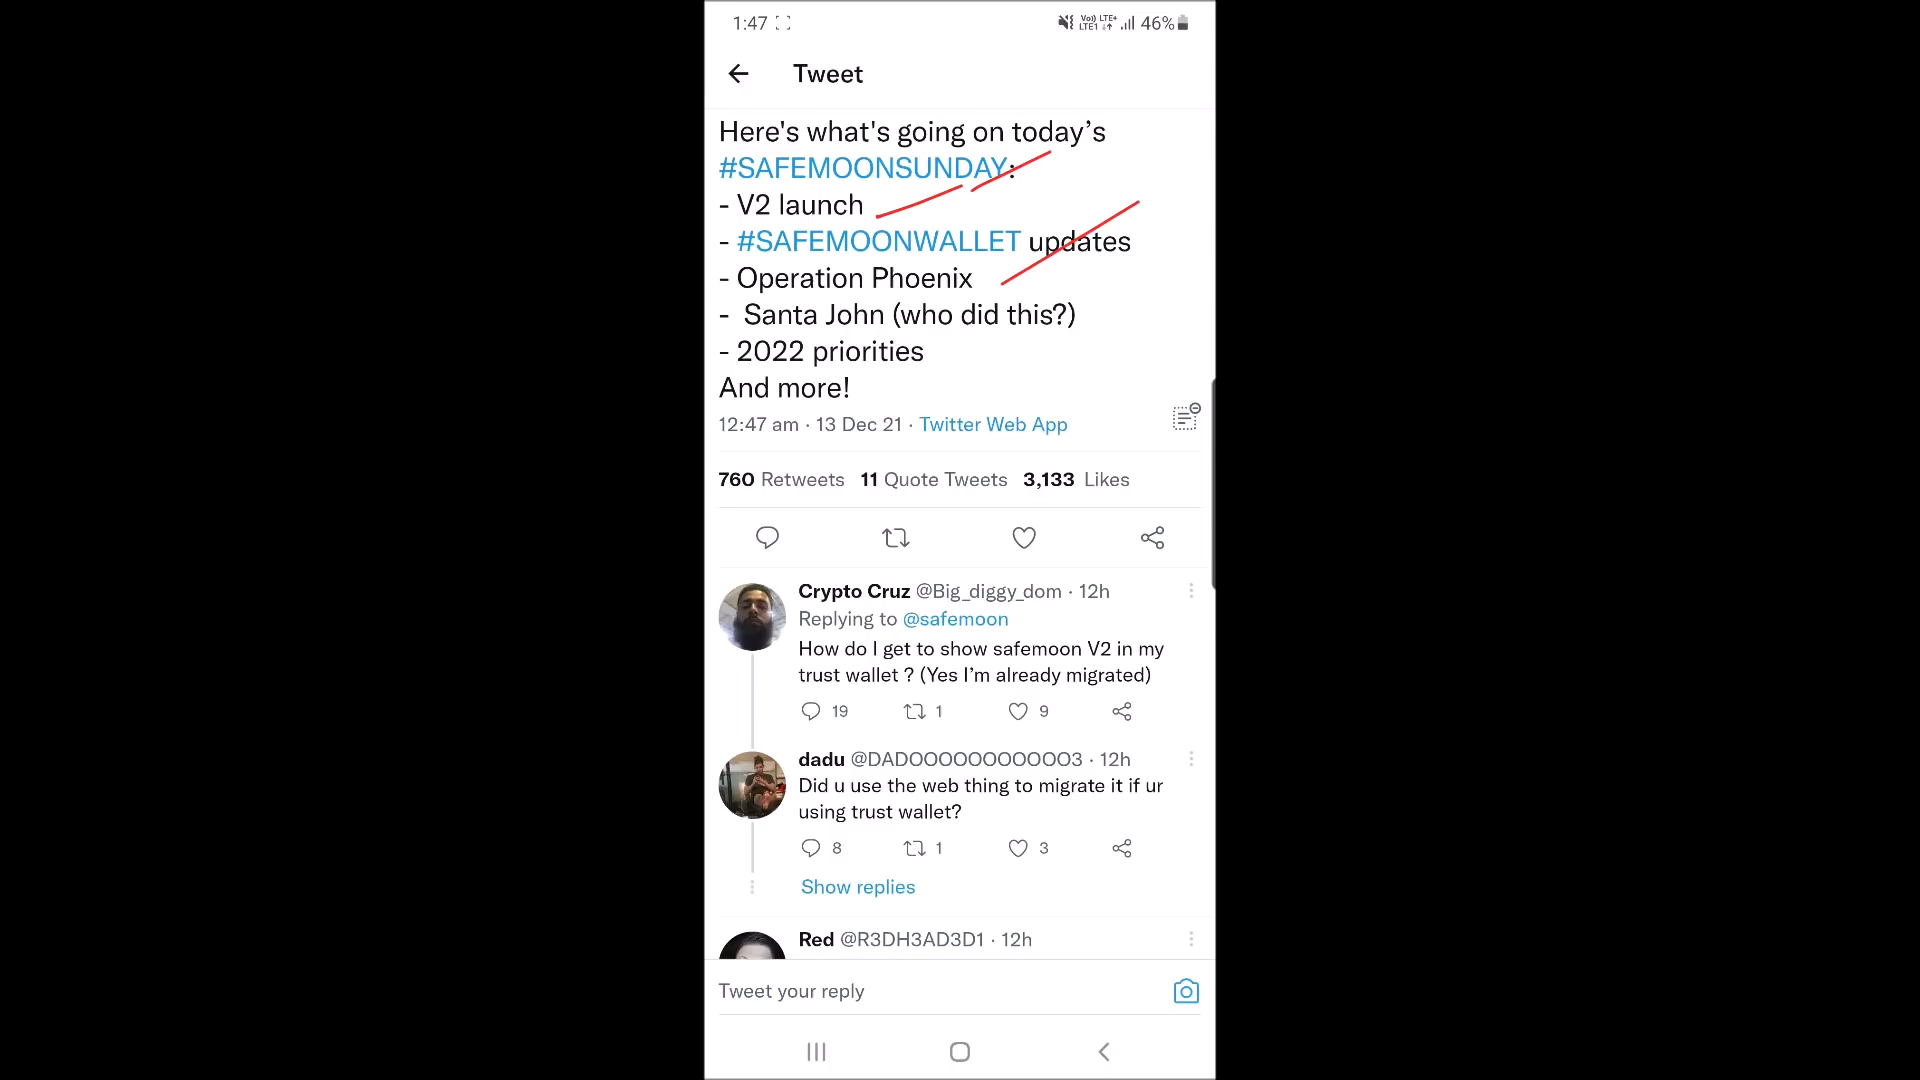 1:47
Vo)) LTE+
LTE1
46%
Tweet
Here's what's going on today’s
#SAFEMOONSUNDAY:
- V2 launch
- #SAFEMOONWALLET updates
- Operation Phoenix
- Santa John (who did this?)
- 2022 priorities
And more!
12:47 am · 13 Dec 21 · Twitter Web App
760 Retweets 11 Quote Tweets 3,133 Likes
Crypto Cruz @Big_diggy_dom · 12h
Replying to @safemoon
How do I get to show safemoon V2 in my
trust wallet ? (Yes I’m already migrated)
19 1 9
dadu @DADOOOOOOOOOOO3 · 12h
Did u use the web thing to migrate it if ur
using trust wallet?
8 1 3
Show replies
Red @R3DH3AD3D1 · 12h
Tweet your reply